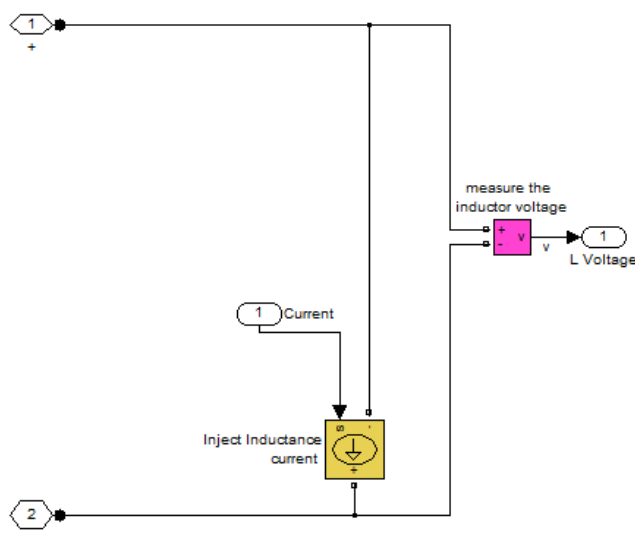 1
+
measure the
inductor voltage
+
-
v
v
1
L Voltage
1
Current
s
-
Inject Inductance
current
+
2